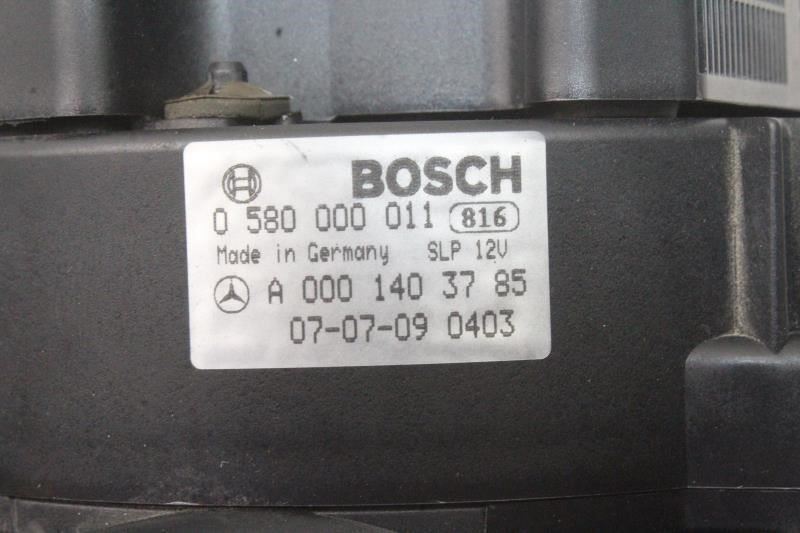 BOSCH
0 580 000 011 816
Made in Germany SLP 12V
A 000 140 37 85
07-07-09 0403